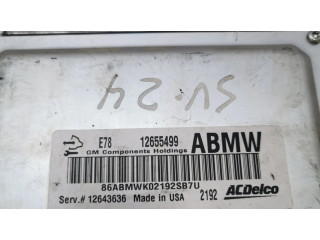 SV.24
E78 12655499 ABMW
GM Components Holdings
86ABMWK02192SB7U
Serv.# 12643636 Made in USA 2192 ACDelco